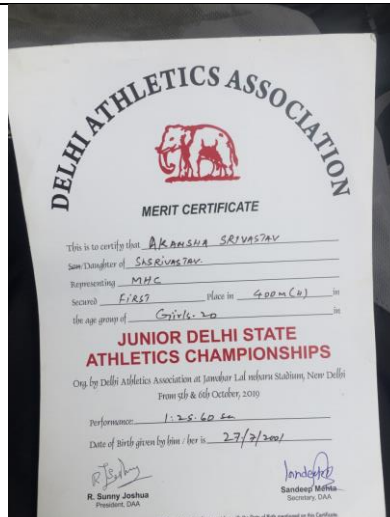 DELHI ATHLETICS ASSOCIATION
MERIT CERTIFICATE
This is to certify that AKANSHA SRIVASTAV
Son/Daughter of Sh SRIVASTAV.
Representing MHC
Secured FIRST Place in 400m (H) in
the age group of Girls-20 in
JUNIOR DELHI STATE
ATHLETICS CHAMPIONSHIPS
Org. by Delhi Athletics Association at Jawahar Lal neharu Stadium, New Delhi
From 5th & 6th October, 2019
Performance 1:25.60 sec
Date of Birth given by him / her is 27/7/2001
R. Sunny Joshua
President, DAA
Sandeep Mehta
Secretary, DAA